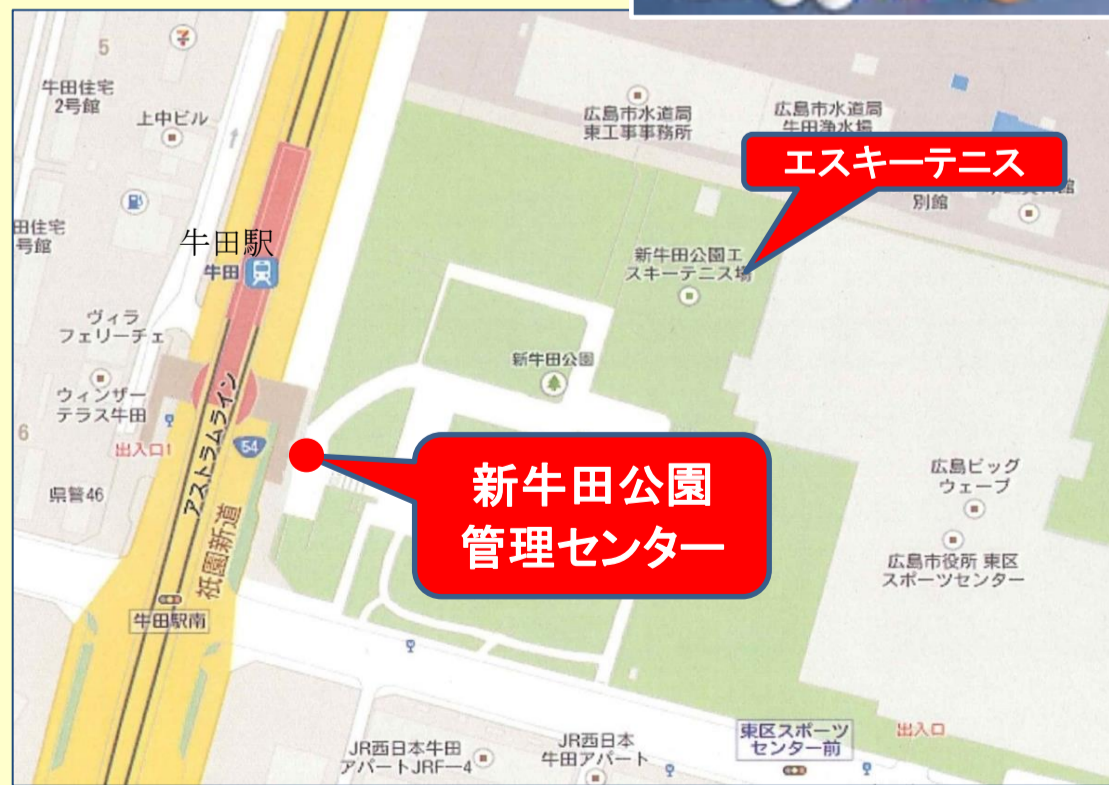 5
牛田住宅
2号館
上中ビル
広島市水道局
東工事事務所
広島市水道局
牛田浄水場
エスキーテニス
別館
田住宅
号館
牛田駅
牛田
新牛田公園エ
スキーテニス場
ヴィラ
フェリーチェ
新牛田公園
ウィンザー
テラス牛田
6
出入口1
54
アストラムライン
県警46
祇園新道
新牛田公園
管理センター
広島ビッグ
ウェーブ
広島市役所 東区
スポーツセンター
牛田駅南
JR西日本牛田
アパートJRF－4
JR西日本
牛田アパート
東区スポーツ
センター前
出入口